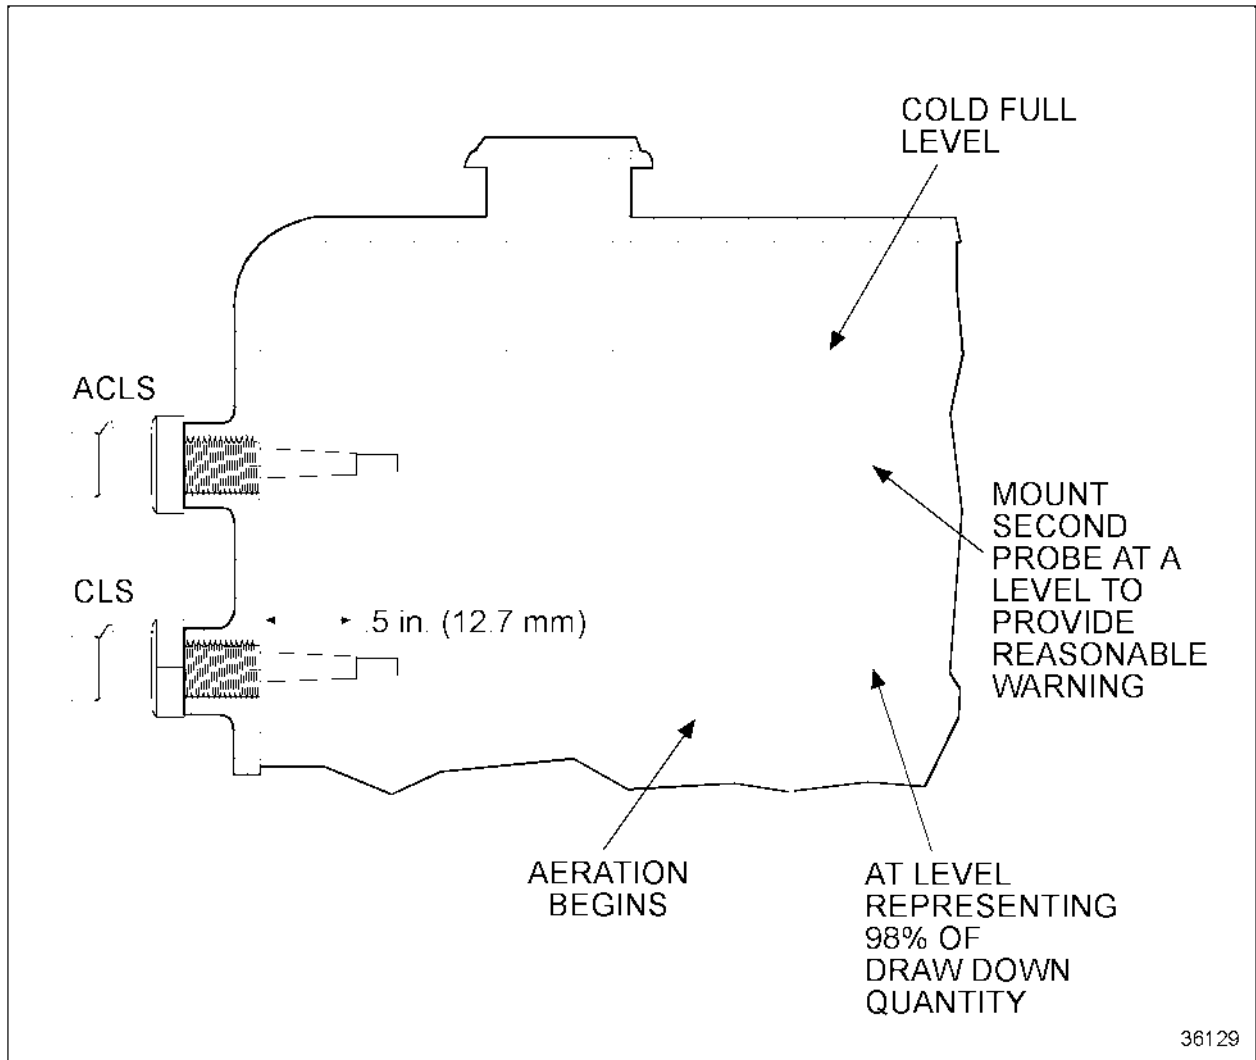 COLD FULL
LEVEL
ACLS
MOUNT
SECOND
PROBE AT A
LEVEL TO
PROVIDE
REASONABLE
WARNING
CLS
.5 in. (12.7 mm)
AERATION
BEGINS
AT LEVEL
REPRESENTING
98% OF
DRAW DOWN
QUANTITY
36129